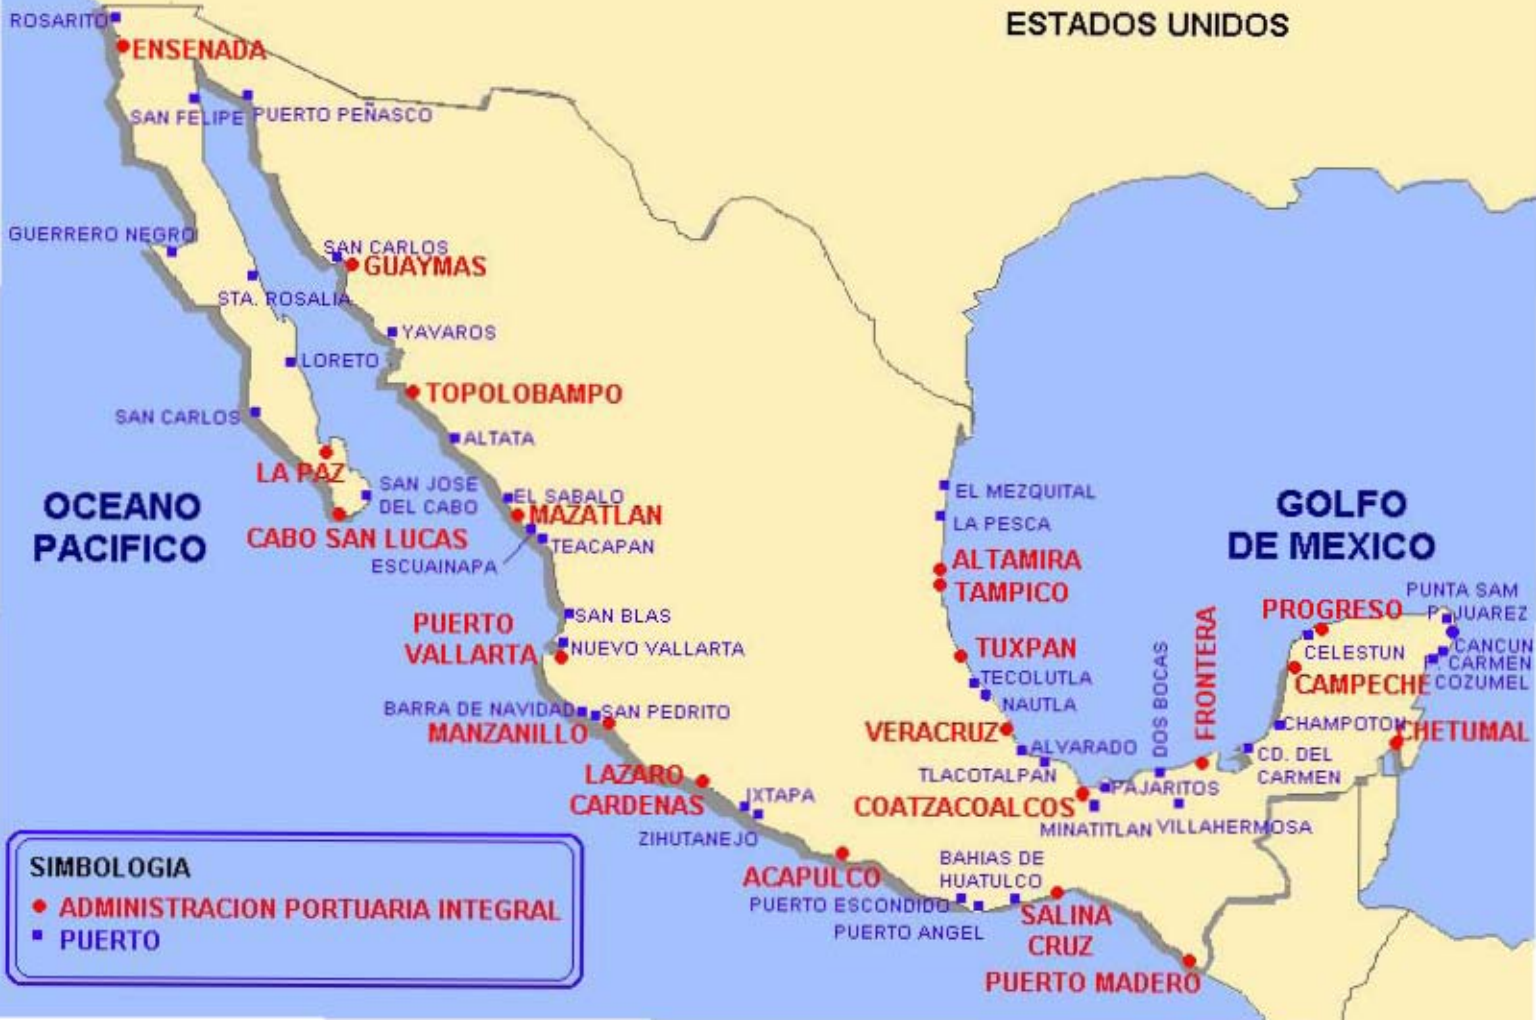 ESTADOS UNIDOS
ROSARITO
ENSENADA
SAN FELIPE
PUERTO PEÑASCO
GUERRERO NEGRO
SAN CARLOS
GUAYMAS
STA. ROSALIA
YAVAROS
LORETO
TOPOLOBAMPO
SAN CARLOS
ALTATA
LA PAZ
SAN JOSE
DEL CABO
EL SABALO
MAZATLAN
CABO SAN LUCAS
TEACAPAN
ESCUAINAPA
OCEANO
PACIFICO
EL MEZQUITAL
LA PESCA
GOLFO
DE MEXICO
ALTAMIRA
TAMPICO
PUERTO
VALLARTA
SAN BLAS
NUEVO VALLARTA
TUXPAN
TECOLUTLA
NAUTLA
BARRA DE NAVIDAD
SAN PEDRITO
MANZANILLO
VERACRUZ
ALVARADO
TLACOTALPAN
DOS BOCAS
FRONTERA
PROGRESO
PUNTA SAM
P. JUAREZ
CELESTUN
CANCUN
P. CARMEN
CAMPECHE
COZUMEL
CHAMPOTON
CHETUMAL
CD. DEL
CARMEN
LAZARO
CARDENAS
IXTAPA
ZIHUTANEJO
COATZACOALCOS
PAJARITOS
MINATITLAN
VILLAHERMOSA
ACAPULCO
BAHIAS DE
HUATULCO
PUERTO ESCONDIDO
PUERTO ANGEL
SALINA
CRUZ
PUERTO MADERO
SIMBOLOGIA
ADMINISTRACION PORTUARIA INTEGRAL
PUERTO